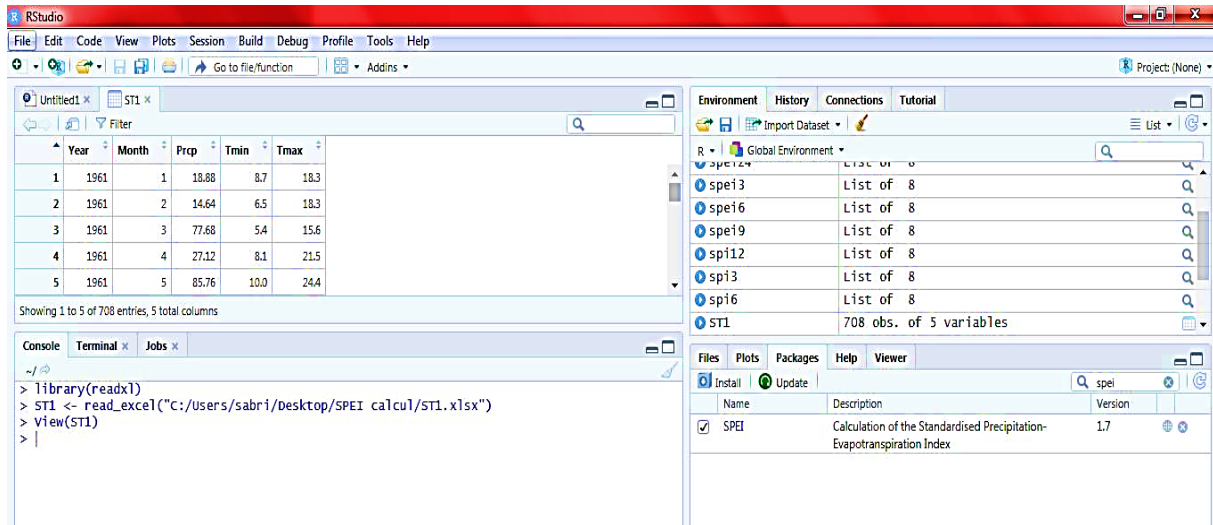 RStudio
File Edit Code View Plots Session Build Debug Profile Tools Help
Go to file/function Addins Project: (None)
Untitled1 ST1
Filter
Year Month Prcp Tmin Tmax
1 1961 1 18.88 8.7 18.3
2 1961 2 14.64 6.5 18.3
3 1961 3 77.68 5.4 15.6
4 1961 4 27.12 8.1 21.5
5 1961 5 85.76 10.0 24.4
Showing 1 to 5 of 708 entries, 5 total columns
Console Terminal Jobs
~/
> library(readxl)
> ST1 <- read_excel("C:/Users/sabri/Desktop/SPEI calcul/ST1.xlsx")
> View(ST1)
>
Environment History Connections Tutorial
Import Dataset List
R Global Environment
spei24 List of 8
spei3 List of 8
spei6 List of 8
spei9 List of 8
spi12 List of 8
spi3 List of 8
spi6 List of 8
ST1 708 obs. of 5 variables
Files Plots Packages Help Viewer
Install Update spei
Name Description Version
SPEI Calculation of the Standardised Precipitation- 1.7
Evapotranspiration Index